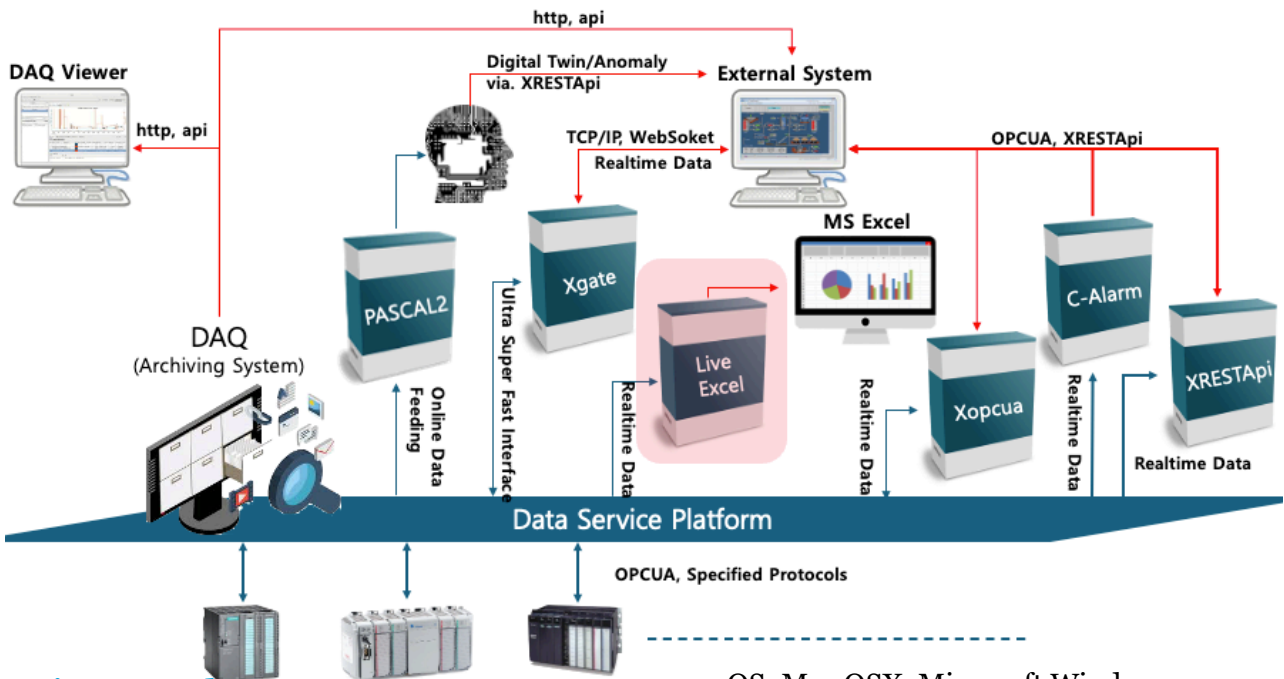 http, api
DAQ Viewer
Digital Twin/Anomaly
via. XRESTApi
External System
http, api
TCP/IP, WebSoket
Realtime Data
OPCUA, XRESTApi
MS Excel
PASCAL2
Xgate
C-Alarm
Live
Excel
XRESTApi
Xopcua
DAQ
(Archiving System)
Online Data
Feeding
Ultra Super Fast Interface
Realtime Data
Realtime Data
Realtime Data
Realtime Data
Data Service Platform
OPCUA, Specified Protocols